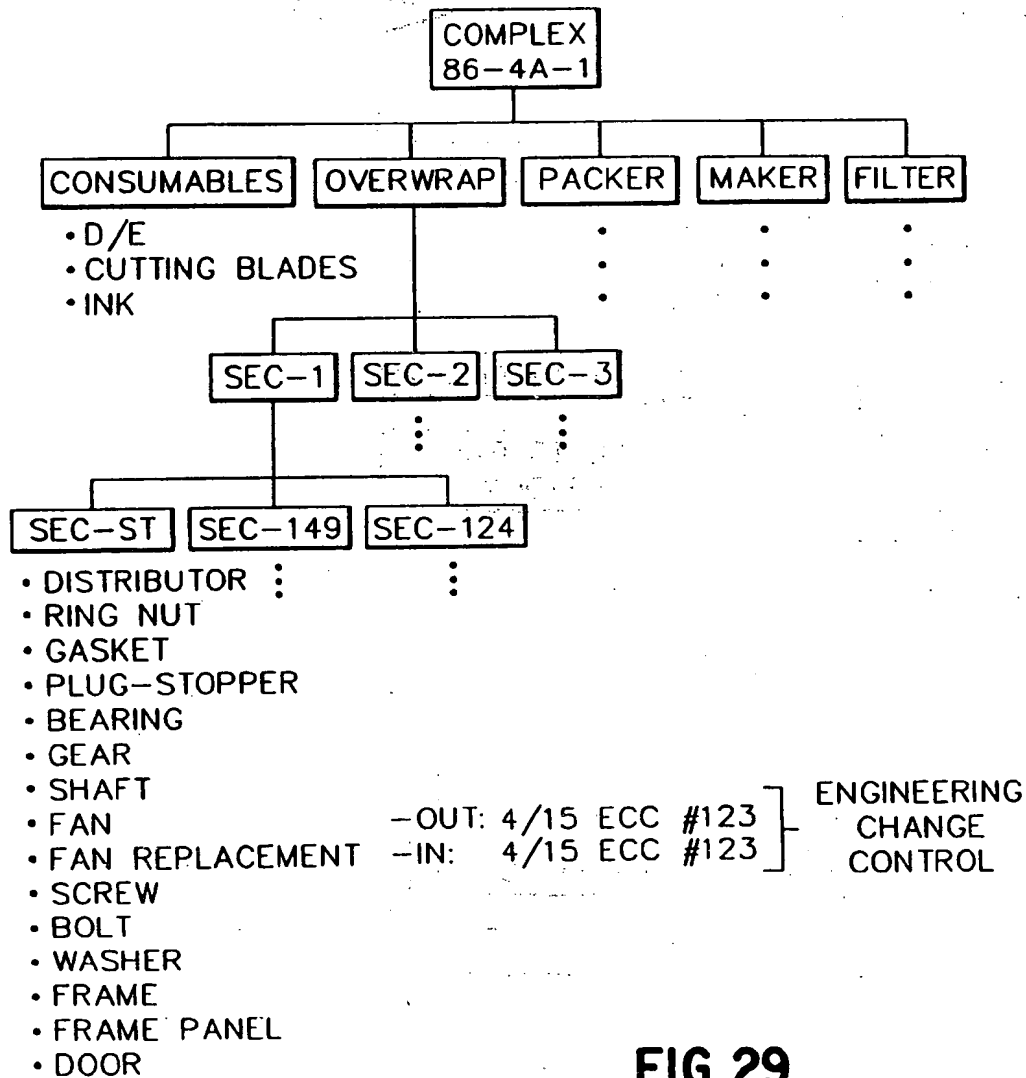 COMPLEX
86-4A-1
CONSUMABLES OVERWRAP PACKER MAKER FILTER
• D/E
• CUTTING BLADES
• INK
SEC-1 SEC-2 SEC-3
SEC-ST SEC-149 SEC-124
• DISTRIBUTOR
• RING NUT
• GASKET
• PLUG-STOPPER
• BEARING
• GEAR
• SHAFT
• FAN -OUT: 4/15 ECC #123
• FAN REPLACEMENT -IN: 4/15 ECC #123
ENGINEERING
CHANGE
CONTROL
• SCREW
• BOLT
• WASHER
• FRAME
• FRAME PANEL
• DOOR
FIG 29